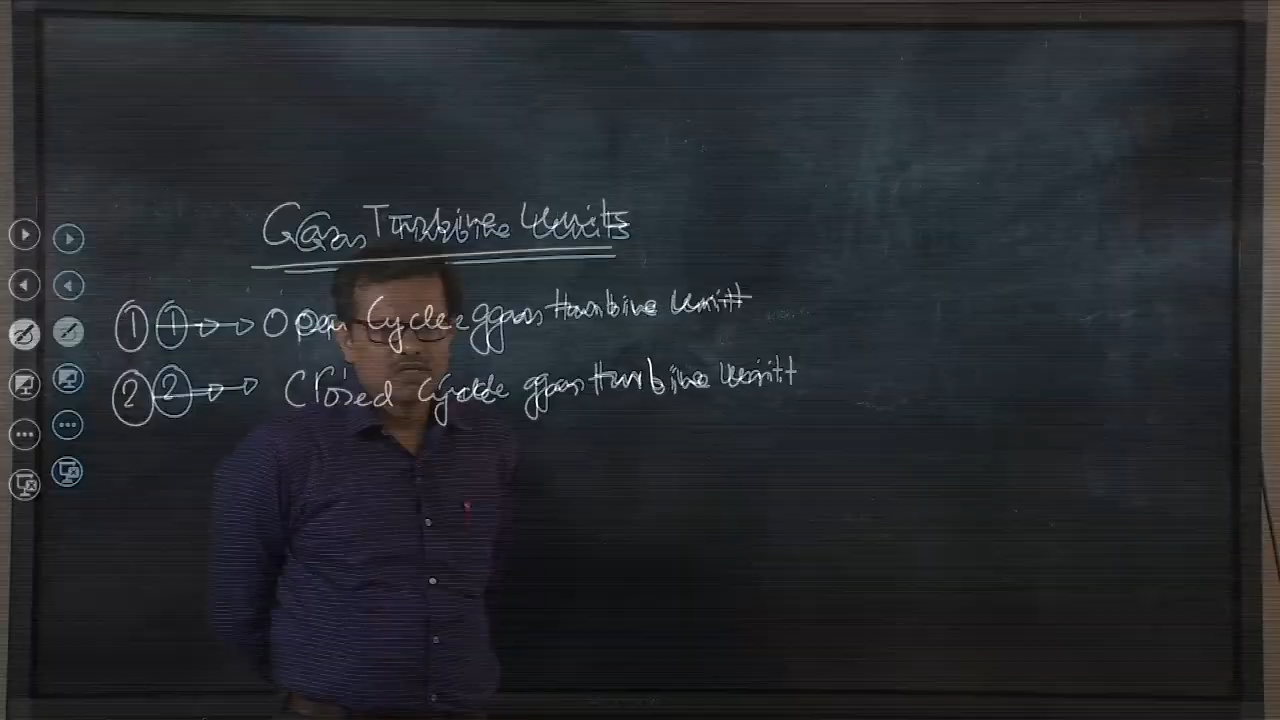 Gas Turbine Units
① → Open Cycle gas turbine Unit
② → Closed Cycle gas turbine Unit